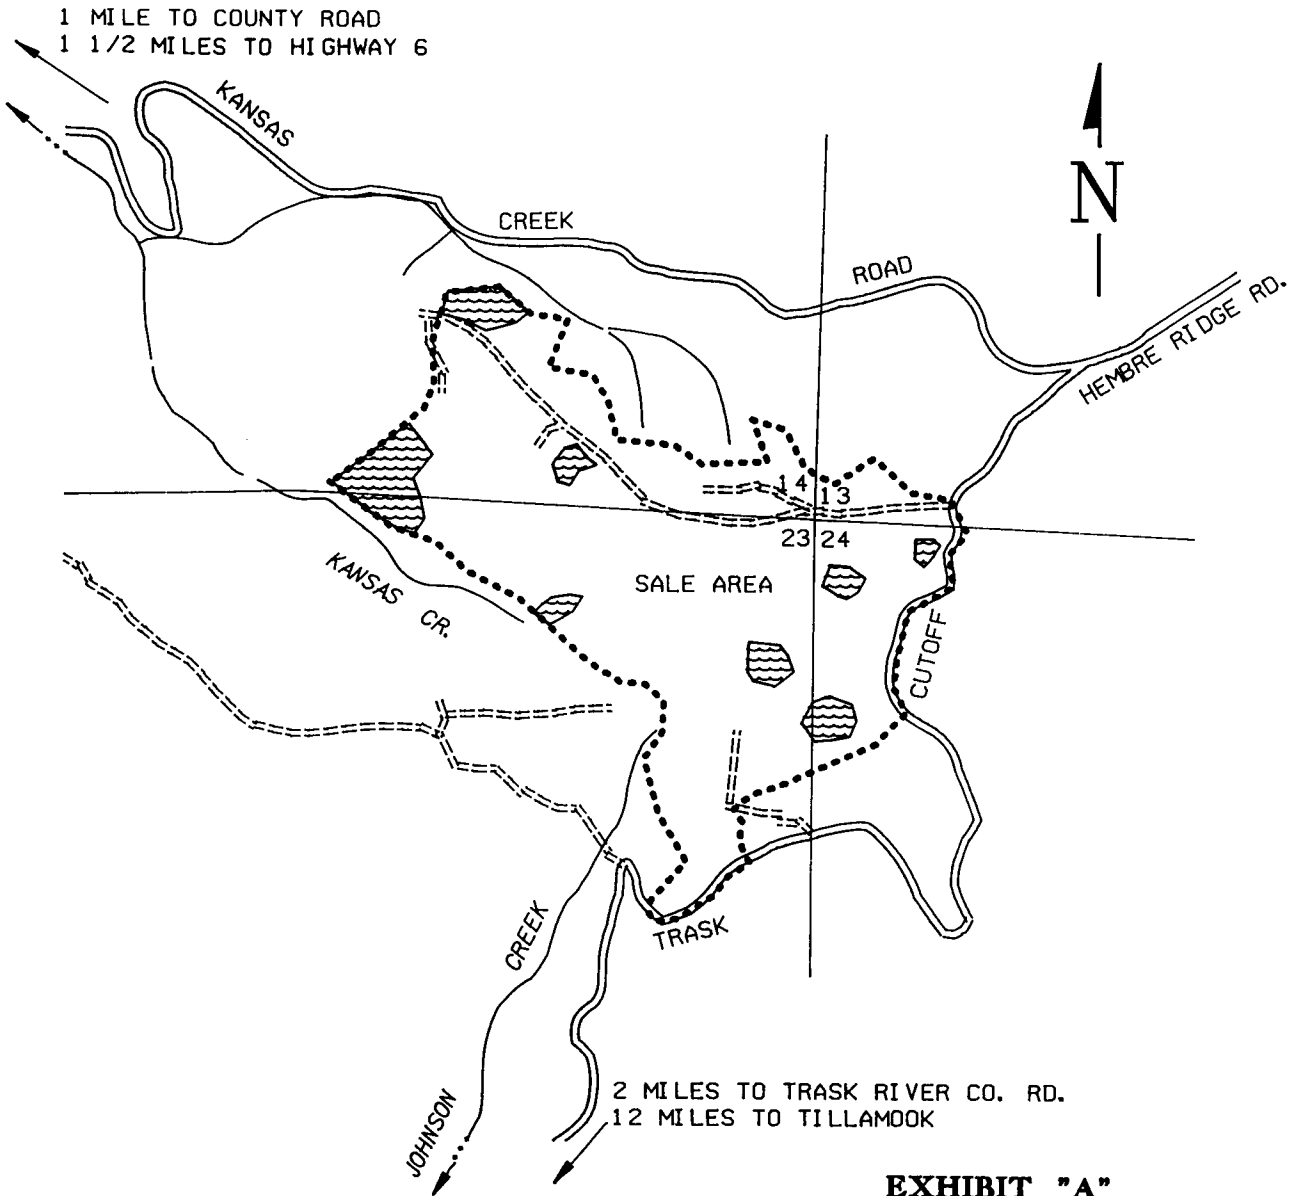 1 MILE TO COUNTY ROAD
1 1/2 MILES TO HIGHWAY 6
KANSAS
CREEK
ROAD
N
HEMBRE RIDGE RD.
14 13
23 24
SALE AREA
KANSAS CR.
CUTOFF
TRASK
CREEK
JOHNSON
2 MILES TO TRASK RIVER CO. RD.
12 MILES TO TILLAMOOK
EXHIBIT "A"